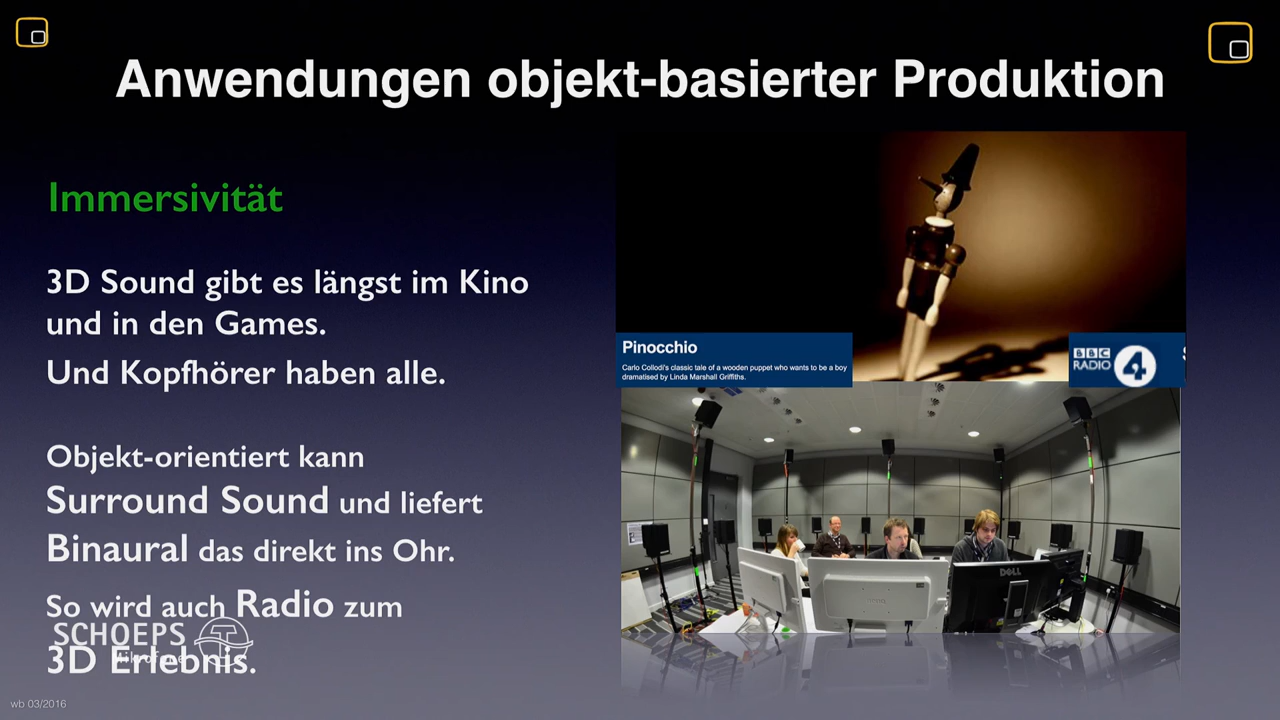 Anwendungen objekt-basierter Produktion
Immersivität
3D Sound gibt es längst im Kino
und in den Games.
Und Kopfhörer haben alle.
Objekt-orientiert kann
Surround Sound und liefert
Binaural das direkt ins Ohr.
So wird auch Radio zum
3D Erlebnis.
SCHOEPS
Mikrofone
wb 03/2016
Pinocchio
Carlo Collodi's classic tale of a wooden puppet who wants to be a boy
dramatised by Linda Marshall Griffiths.
BBC
RADIO 4
DELL